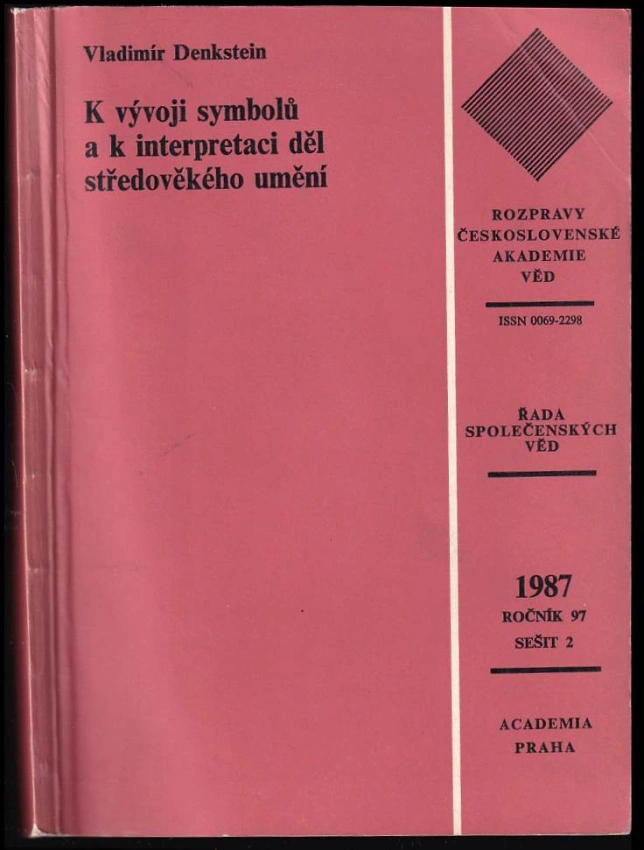 Vladimír Denkstein
K vývoji symbolů
a k interpretaci děl
středověkého umění
ROZPRAVY
ČESKOSLOVENSKÉ
AKADEMIE
VĚD
ISSN 0069-2298
ŘADA
SPOLEČENSKÝCH
VĚD
1987
ROČNÍK 97
SEŠIT 2
ACADEMIA
PRAHA